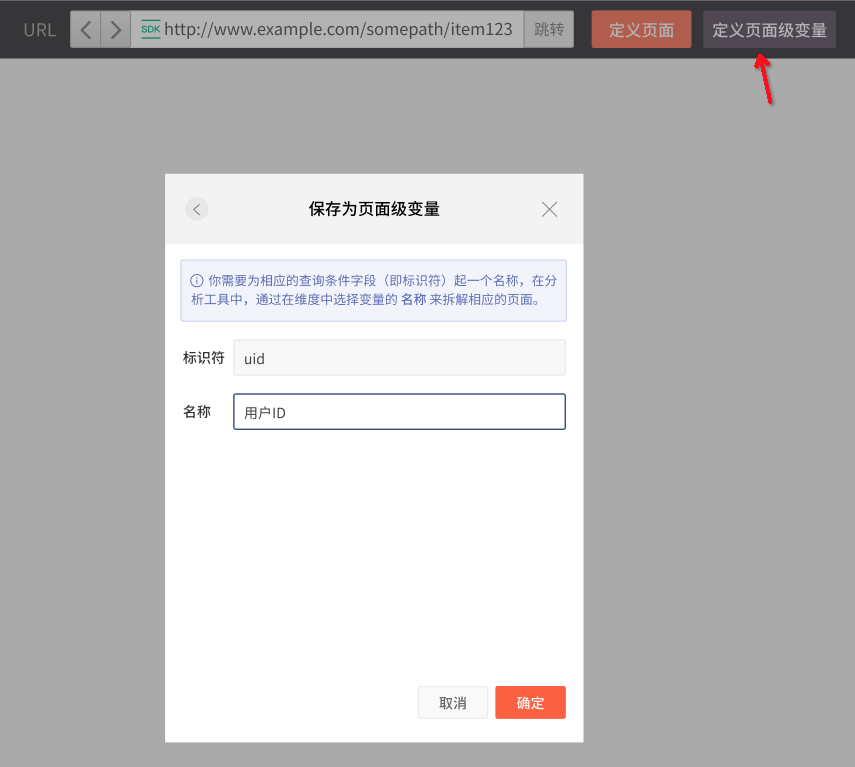 URL
SDK http://www.example.com/somepath/item123
跳转
定义页面
定义页面级变量
保存为页面级变量
你需要为相应的查询条件字段（即标识符）起一个名称，在分
析工具中，通过在维度中选择变量的 名称 来拆解相应的页面。
标识符 uid
名称 用户ID
取消 确定